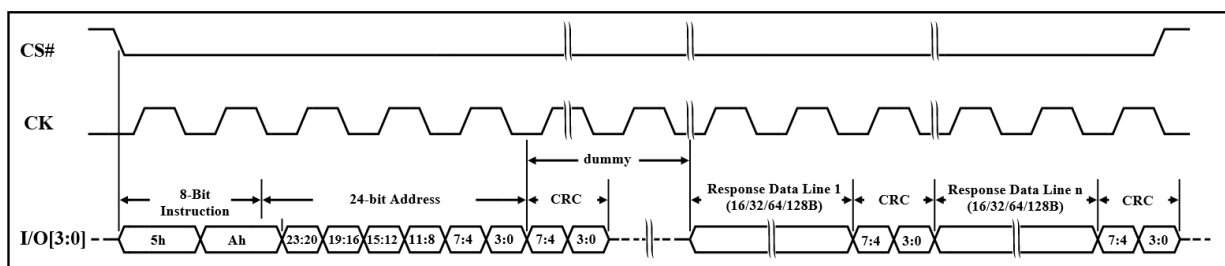 CS#
CK
dummy
8-Bit
Instruction
24-bit Address
CRC
Response Data Line 1
(16/32/64/128B)
CRC
Response Data Line n
(16/32/64/128B)
CRC
I/O[3:0]
5h Ah 23:20 19:16 15:12 11:8 7:4 3:0 7:4 3:0 7:4 3:0 7:4 3:0